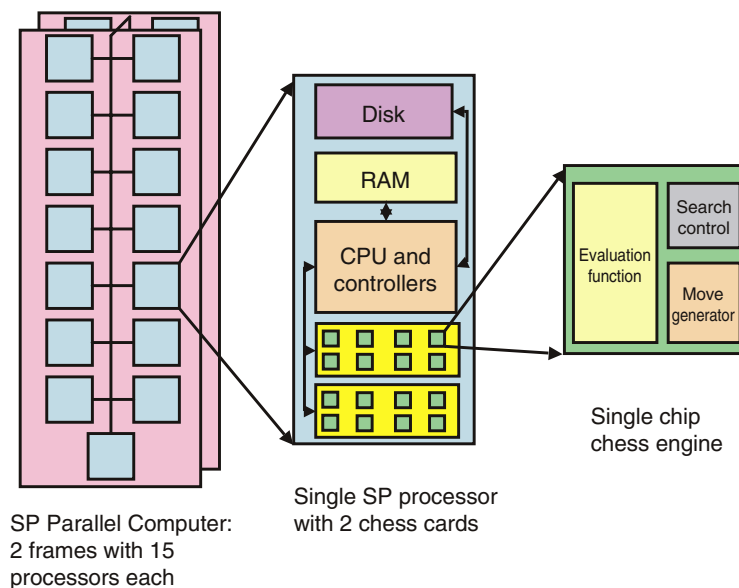 Disk
RAM
CPU and
controllers
Evaluation
function
Search
control
Move
generator
Single chip
chess engine
Single SP processor
with 2 chess cards
SP Parallel Computer:
2 frames with 15
processors each